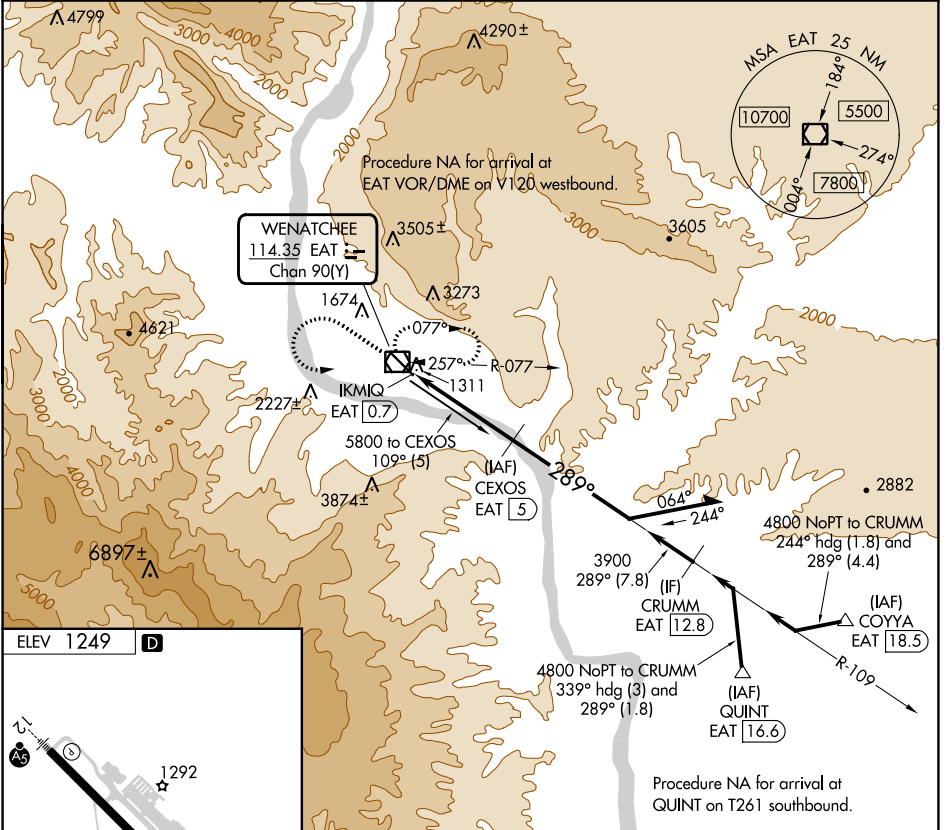 4799
3000
4000
2000
4290±
MSA EAT 25 NM
184°
10700
5500
274°
004°
7800
2000
Procedure NA for arrival at
EAT VOR/DME on V120 westbound.
3000
3605
WENATCHEE
114.35 EAT
Chan 90(Y)
3505±
3273
1674
2000
4621
077°
257°
R-077
1311
IKMIQ
EAT 0.7
2227±
2000
3000
5800 to CEXOS
109° (5)
(IAF)
CEXOS
EAT 5
289°
064°
244°
2882
4000
3874±
4800 NoPT to CRUMM
244° hdg (1.8) and
289° (4.4)
6897±
3900
289° (7.8)
(IF)
CRUMM
EAT 12.8
(IAF)
COYYA
EAT 18.5
5000
R-109
ELEV 1249 D
4800 NoPT to CRUMM
339° hdg (3) and
289° (1.8)
(IAF)
QUINT
EAT 16.6
12
A5
P
1292
Procedure NA for arrival at
QUINT on T261 southbound.